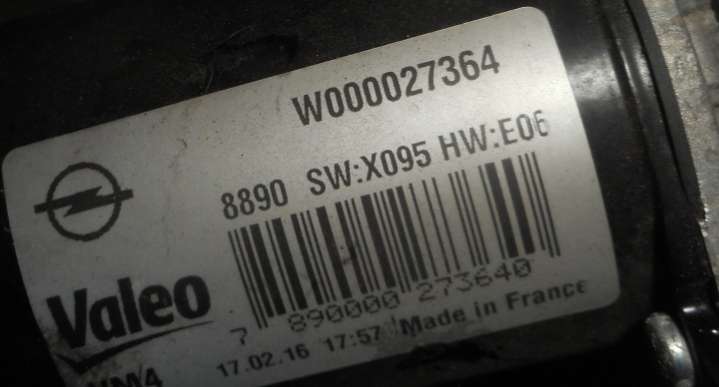 W000027364
8890 SW:X095 HW:E06
7 890000 273640
Valeo
17.02.16 17:57 Made in France